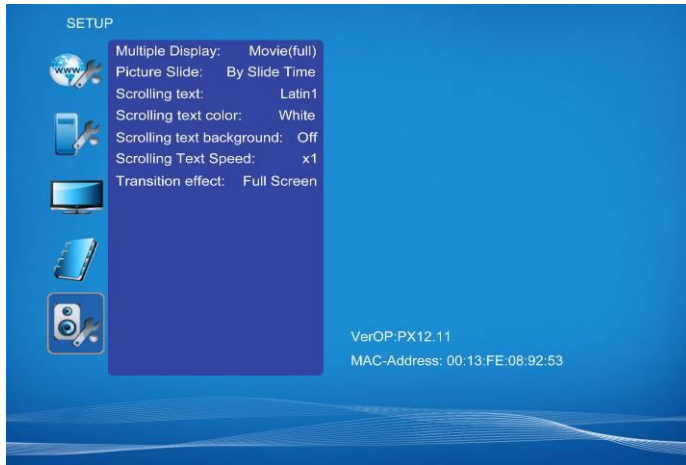 SETUP
www
Multiple Display: Movie(full)
Picture Slide: By Slide Time
Scrolling text: Latin1
Scrolling text color: White
Scrolling text background: Off
Scrolling Text Speed: x1
Transition effect: Full Screen
VerOP:PX12.11
MAC-Address: 00:13:FE:08:92:53